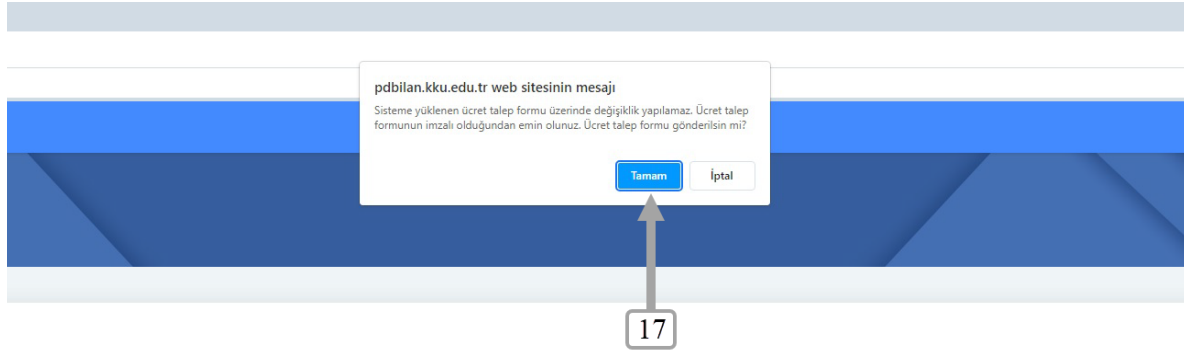 pdbilan.kku.edu.tr web sitesinin mesajı
Sisteme yüklenen ücret talep formu üzerinde değişiklik yapılamaz. Ücret talep
formunun imzalı olduğundan emin olunuz. Ücret talep formu gönderilsin mi?
Tamam
İptal
17